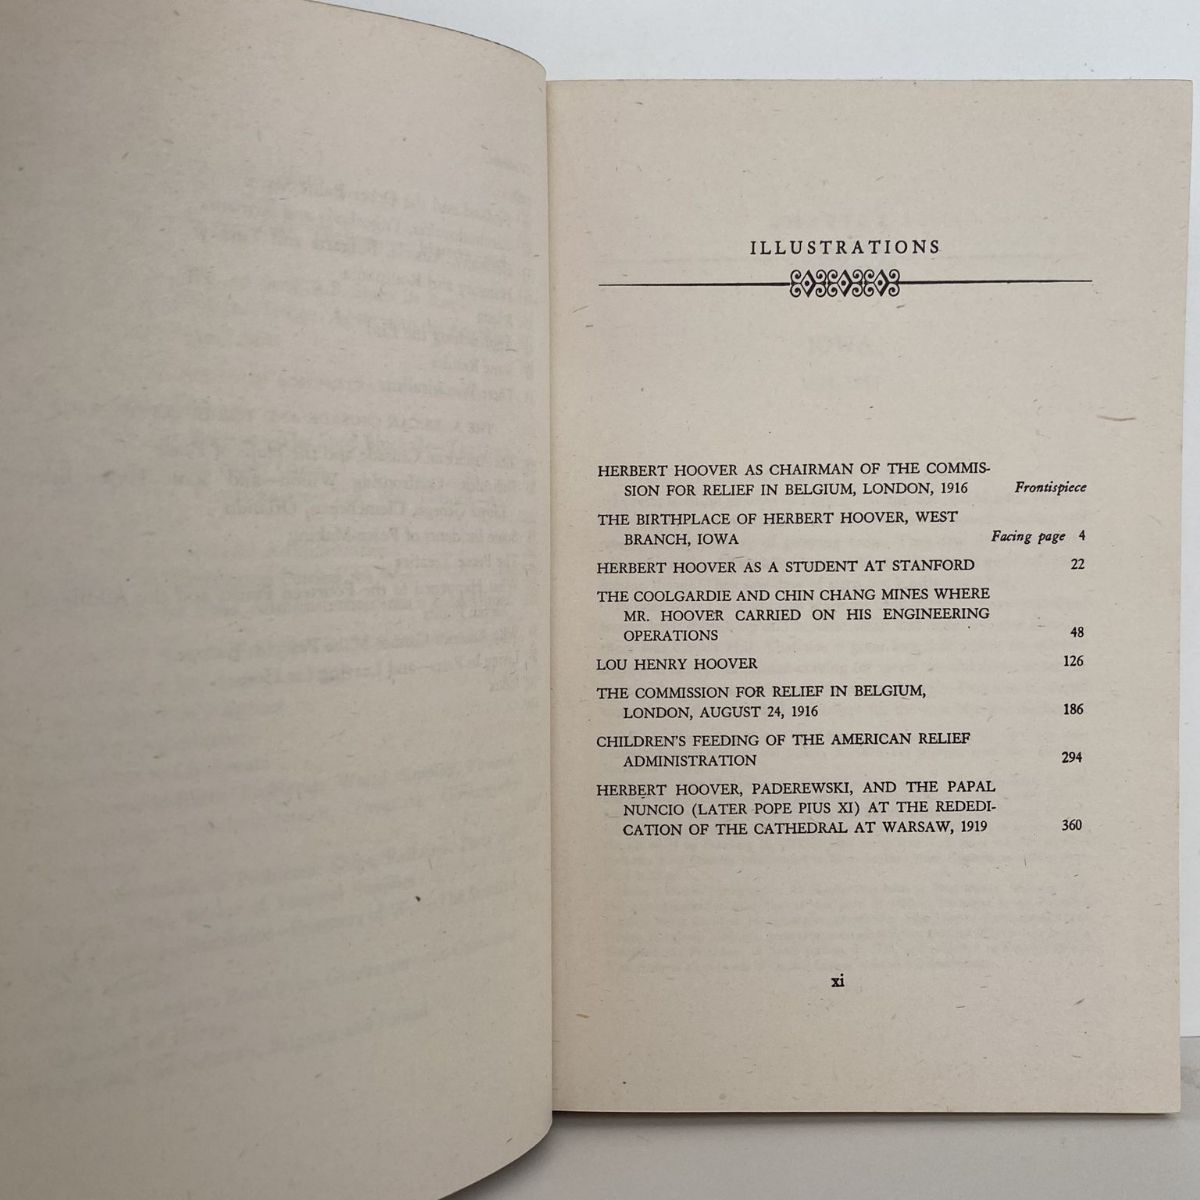 ILLUSTRATIONS
HERBERT HOOVER AS CHAIRMAN OF THE COMMIS-
SION FOR RELIEF IN BELGIUM, LONDON, 1916 Frontispiece
THE BIRTHPLACE OF HERBERT HOOVER, WEST
BRANCH, IOWA Facing page 4
HERBERT HOOVER AS A STUDENT AT STANFORD 22
THE COOLGARDIE AND CHIN CHANG MINES WHERE
MR. HOOVER CARRIED ON HIS ENGINEERING
OPERATIONS 48
LOU HENRY HOOVER 126
THE COMMISSION FOR RELIEF IN BELGIUM,
LONDON, AUGUST 24, 1916 186
CHILDREN'S FEEDING OF THE AMERICAN RELIEF
ADMINISTRATION 294
HERBERT HOOVER, PADEREWSKI, AND THE PAPAL
NUNCIO (LATER POPE PIUS XI) AT THE REDEDI-
CATION OF THE CATHEDRAL AT WARSAW, 1919 360
xi